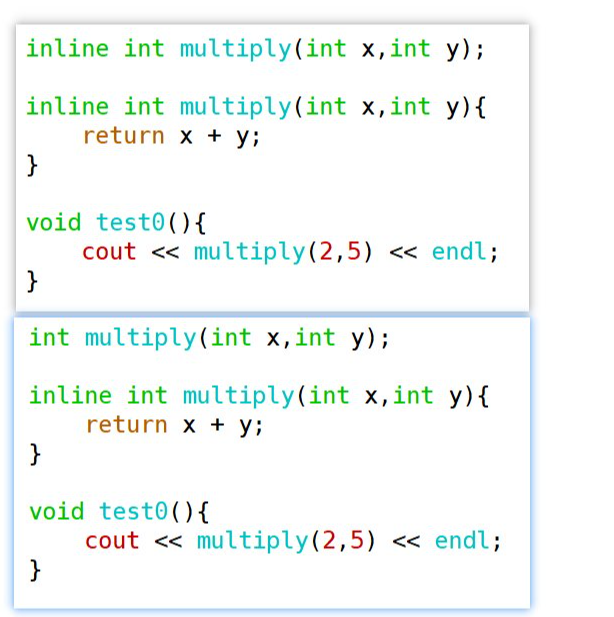 inline int multiply(int x,int y);
inline int multiply(int x,int y){
    return x + y;
}
void test0(){
    cout << multiply(2,5) << endl;
}
int multiply(int x,int y);
inline int multiply(int x,int y){
    return x + y;
}
void test0(){
    cout << multiply(2,5) << endl;
}